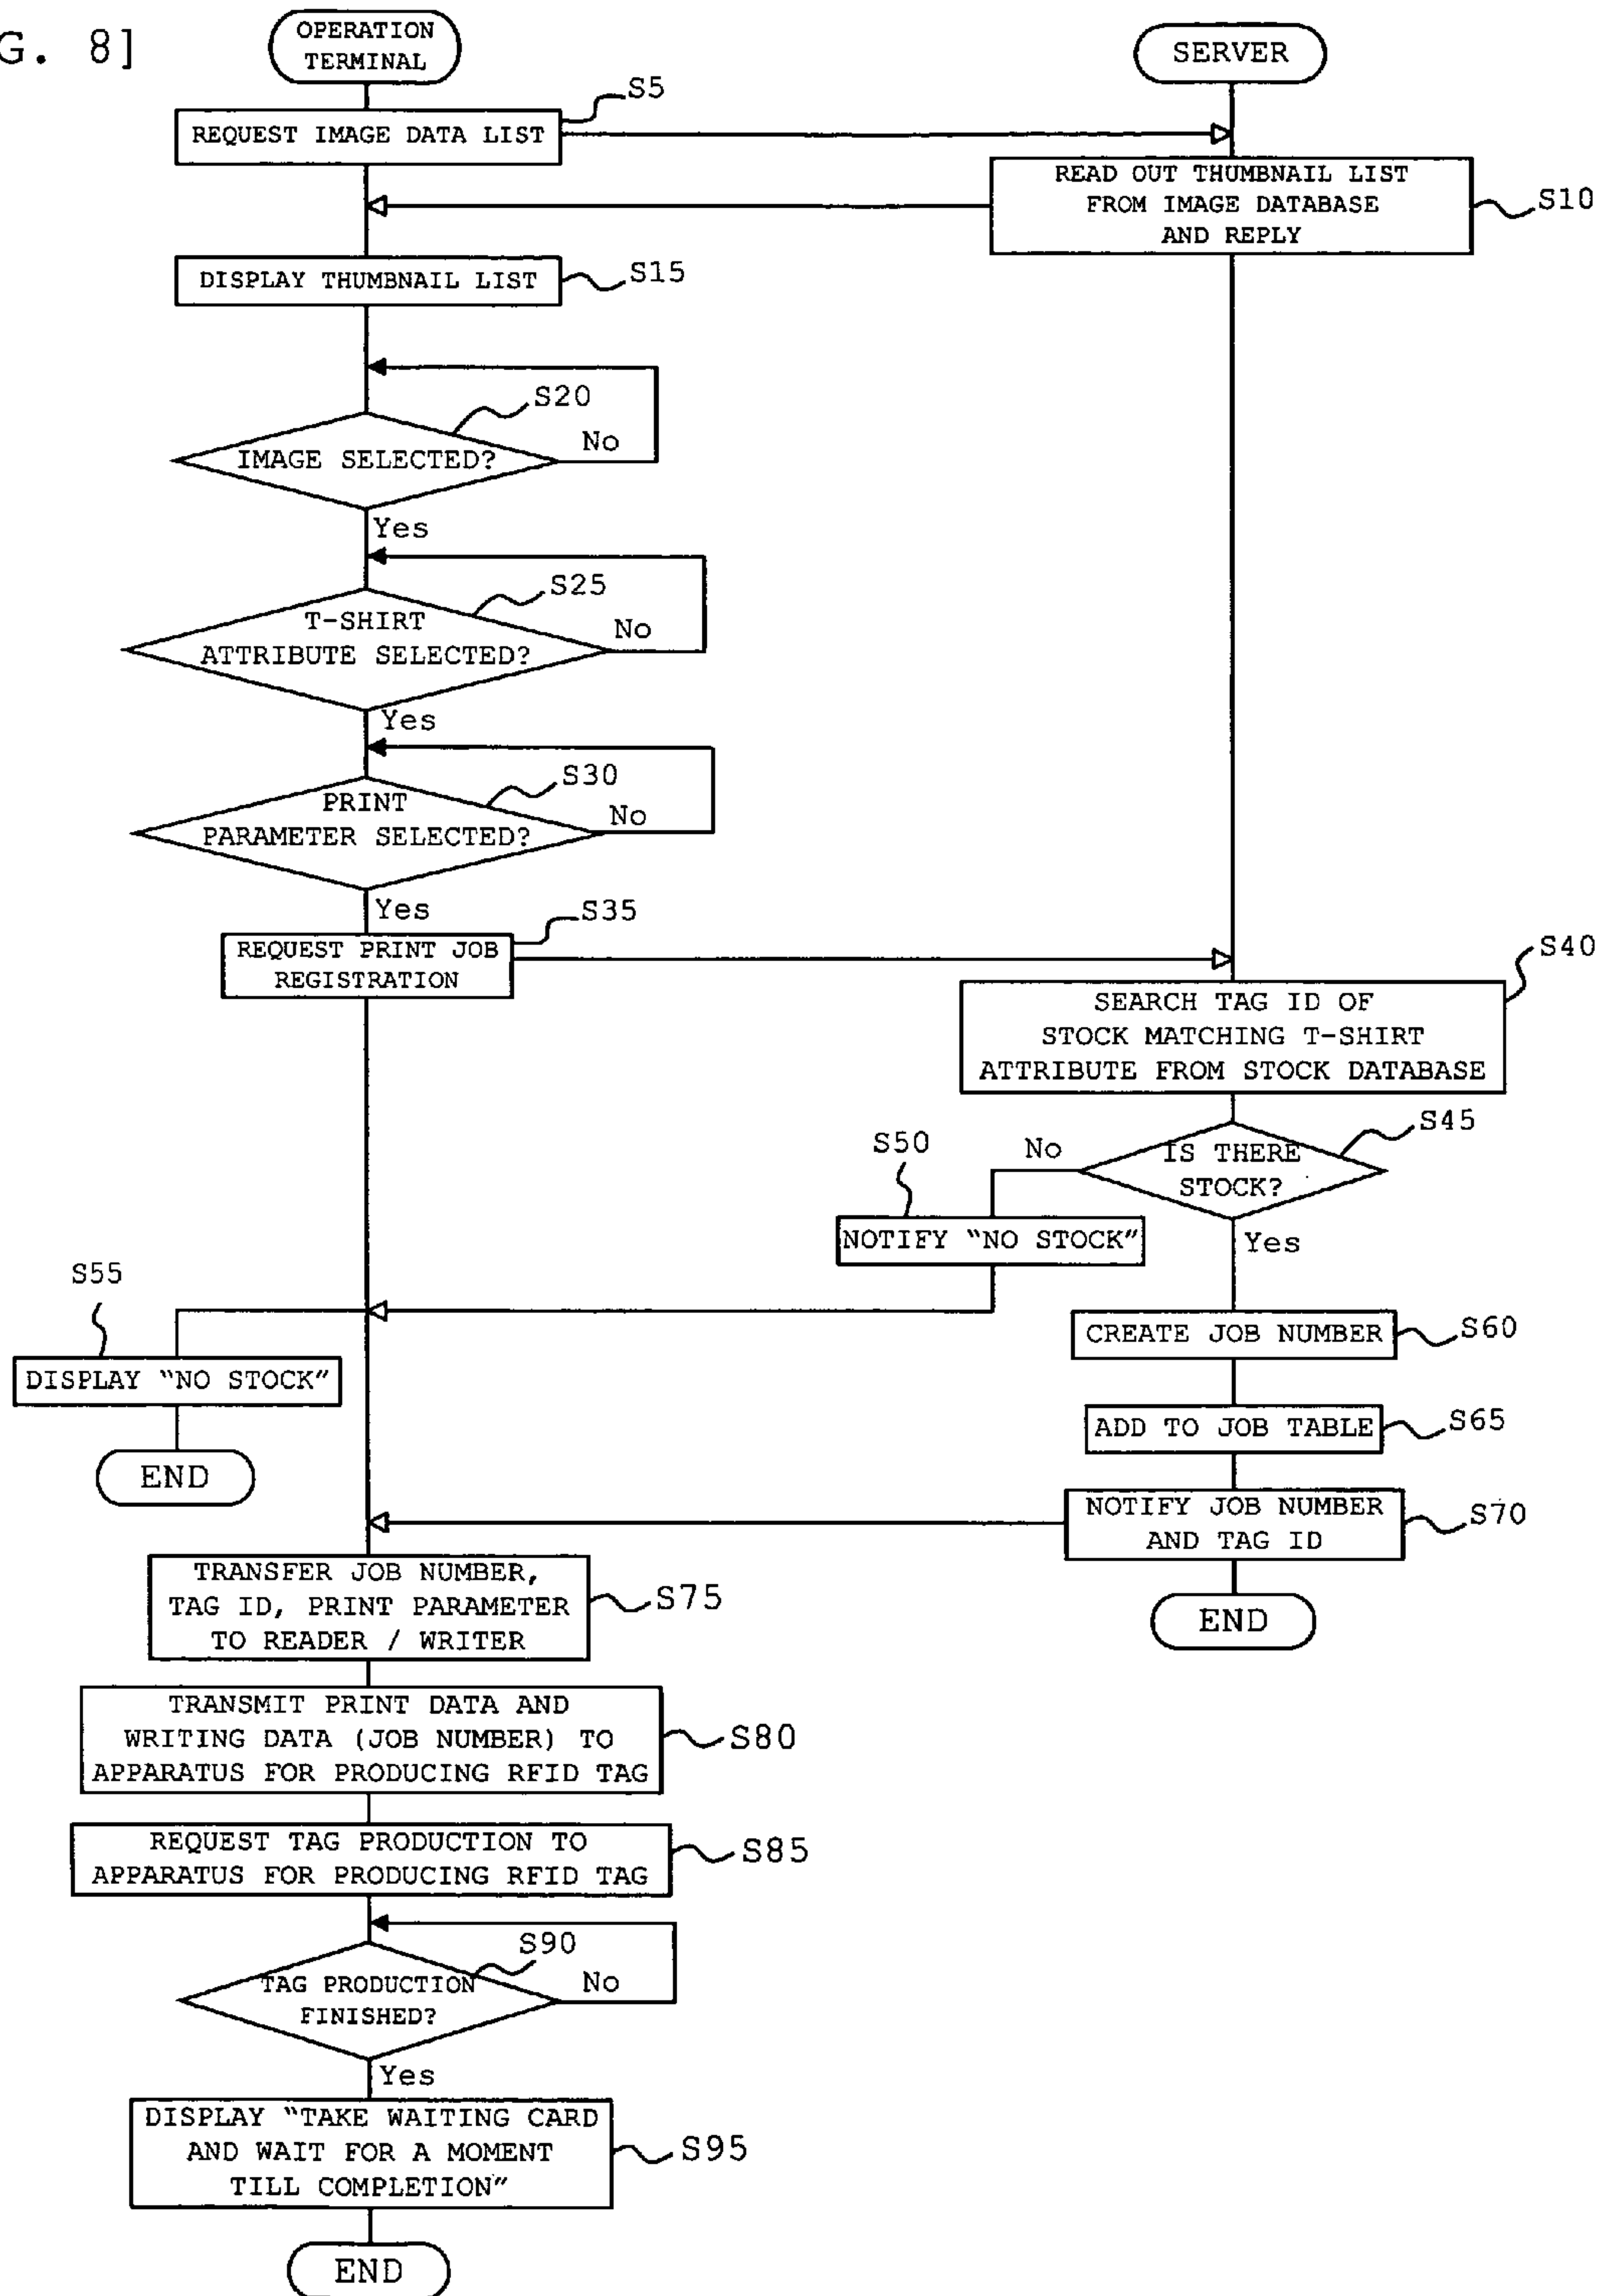 G. 8]
OPERATION
TERMINAL
SERVER
S5
REQUEST IMAGE DATA LIST
READ OUT THUMBNAIL LIST
FROM IMAGE DATABASE
AND REPLY
S10
DISPLAY THUMBNAIL LIST
S15
S20
No
IMAGE SELECTED?
Yes
S25
T-SHIRT
ATTRIBUTE SELECTED?
No
Yes
S30
PRINT
PARAMETER SELECTED?
No
Yes
S35
REQUEST PRINT JOB
REGISTRATION
S40
SEARCH TAG ID OF
STOCK MATCHING T-SHIRT
ATTRIBUTE FROM STOCK DATABASE
S45
IS THERE
STOCK?
No
S50
NOTIFY “NO STOCK”
Yes
S55
DISPLAY “NO STOCK”
END
CREATE JOB NUMBER
S60
ADD TO JOB TABLE
S65
NOTIFY JOB NUMBER
AND TAG ID
S70
END
TRANSFER JOB NUMBER,
TAG ID, PRINT PARAMETER
TO READER / WRITER
S75
TRANSMIT PRINT DATA AND
WRITING DATA (JOB NUMBER) TO
APPARATUS FOR PRODUCING RFID TAG
S80
REQUEST TAG PRODUCTION TO
APPARATUS FOR PRODUCING RFID TAG
S85
S90
TAG PRODUCTION
FINISHED?
No
Yes
DISPLAY “TAKE WAITING CARD
AND WAIT FOR A MOMENT
TILL COMPLETION”
S95
END